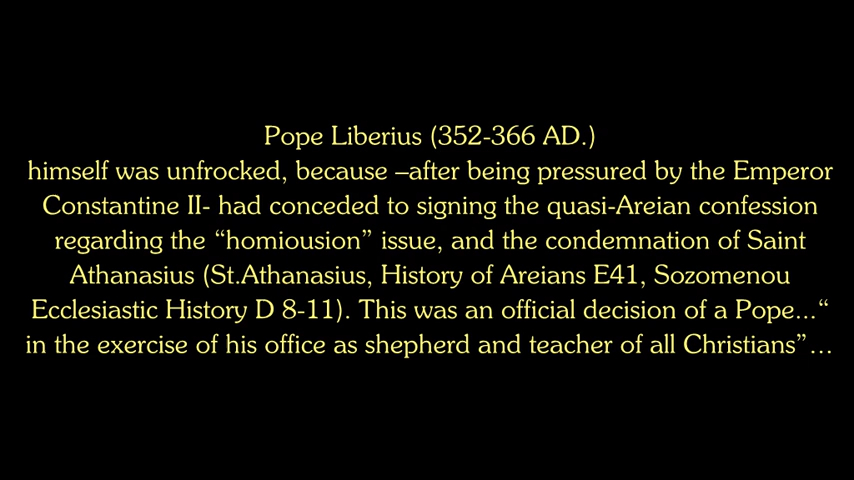 Pope Liberius (352-366 AD.)
himself was unfrocked, because –after being pressured by the Emperor
Constantine II- had conceded to signing the quasi-Areian confession
regarding the “homiousion” issue, and the condemnation of Saint
Athanasius (St.Athanasius, History of Areians E41, Sozomenou
Ecclesiastic History D 8-11). This was an official decision of a Pope...“
in the exercise of his office as shepherd and teacher of all Christians”...